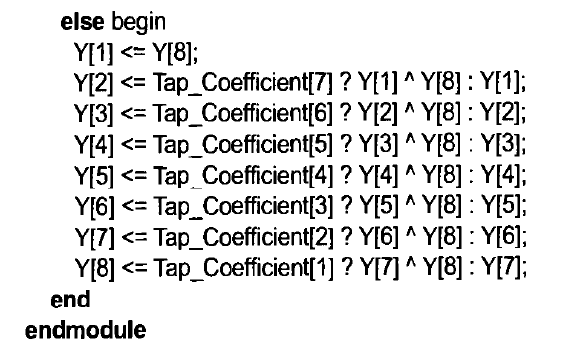 else begin
Y[1] <= Y[8];
Y[2] <= Tap_Coefficient[7] ? Y[1] ^ Y[8] : Y[1];
Y[3] <= Tap_Coefficient[6] ? Y[2] ^ Y[8] : Y[2];
Y[4] <= Tap_Coefficient[5] ? Y[3] ^ Y[8] : Y[3];
Y[5] <= Tap_Coefficient[4] ? Y[4] ^ Y[8] : Y[4];
Y[6] <= Tap_Coefficient[3] ? Y[5] ^ Y[8] : Y[5];
Y[7] <= Tap_Coefficient[2] ? Y[6] ^ Y[8] : Y[6];
Y[8] <= Tap_Coefficient[1] ? Y[7] ^ Y[8] : Y[7];
end
endmodule